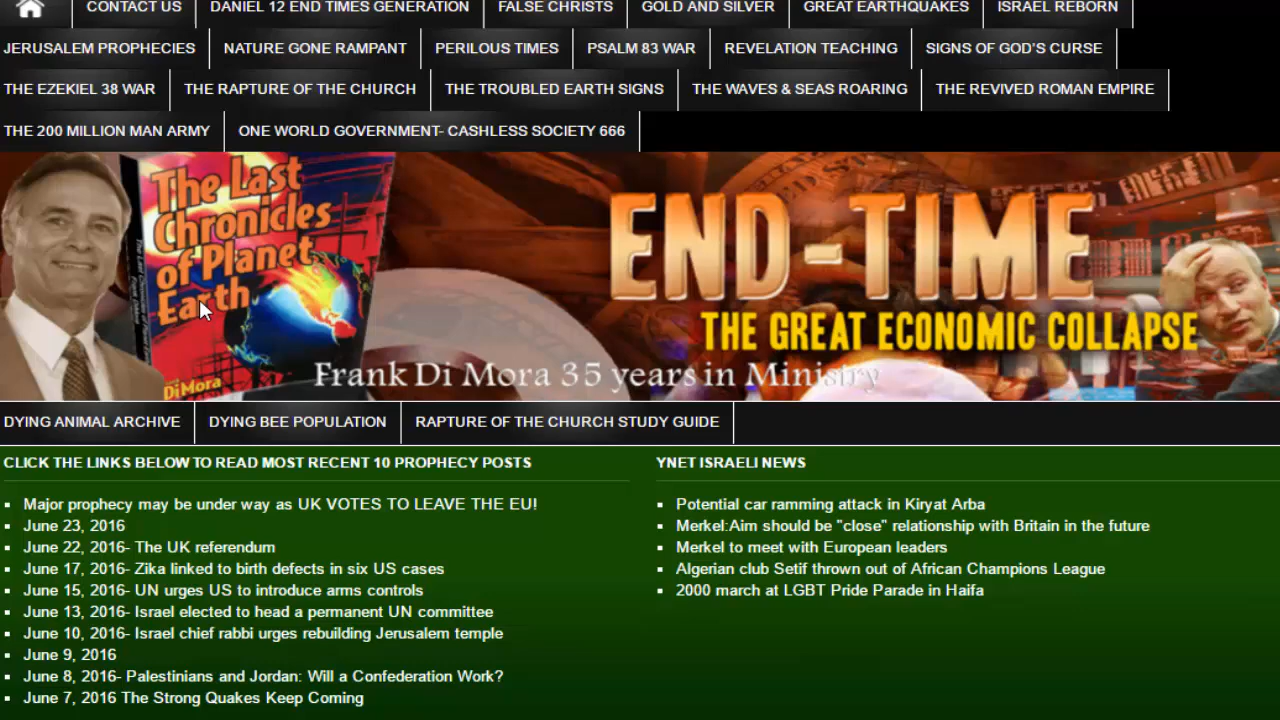 CONTACT US DANIEL 12 END TIMES GENERATION FALSE CHRISTS GOLD AND SILVER GREAT EARTHQUAKES ISRAEL REBORN
JERUSALEM PROPHECIES NATURE GONE RAMPANT PERILOUS TIMES PSALM 83 WAR REVELATION TEACHING SIGNS OF GOD'S CURSE
THE EZEKIEL 38 WAR THE RAPTURE OF THE CHURCH THE TROUBLED EARTH SIGNS THE WAVES & SEAS ROARING THE REVIVED ROMAN EMPIRE
THE 200 MILLION MAN ARMY ONE WORLD GOVERNMENT- CASHLESS SOCIETY 666
The Last
Chronicles
of Planet
Earth
DiMora
END-TIME
THE GREAT ECONOMIC COLLAPSE
Frank Di Mora 35 years in Ministry
DYING ANIMAL ARCHIVE DYING BEE POPULATION RAPTURE OF THE CHURCH STUDY GUIDE
CLICK THE LINKS BELOW TO READ MOST RECENT 10 PROPHECY POSTS
Major prophecy may be under way as UK VOTES TO LEAVE THE EU!
June 23, 2016
June 22, 2016- The UK referendum
June 17, 2016- Zika linked to birth defects in six US cases
June 15, 2016- UN urges US to introduce arms controls
June 13, 2016- Israel elected to head a permanent UN committee
June 10, 2016- Israel chief rabbi urges rebuilding Jerusalem temple
June 9, 2016
June 8, 2016- Palestinians and Jordan: Will a Confederation Work?
June 7, 2016 The Strong Quakes Keep Coming
YNET ISRAELI NEWS
Potential car ramming attack in Kiryat Arba
Merkel:Aim should be "close" relationship with Britain in the future
Merkel to meet with European leaders
Algerian club Setif thrown out of African Champions League
2000 march at LGBT Pride Parade in Haifa